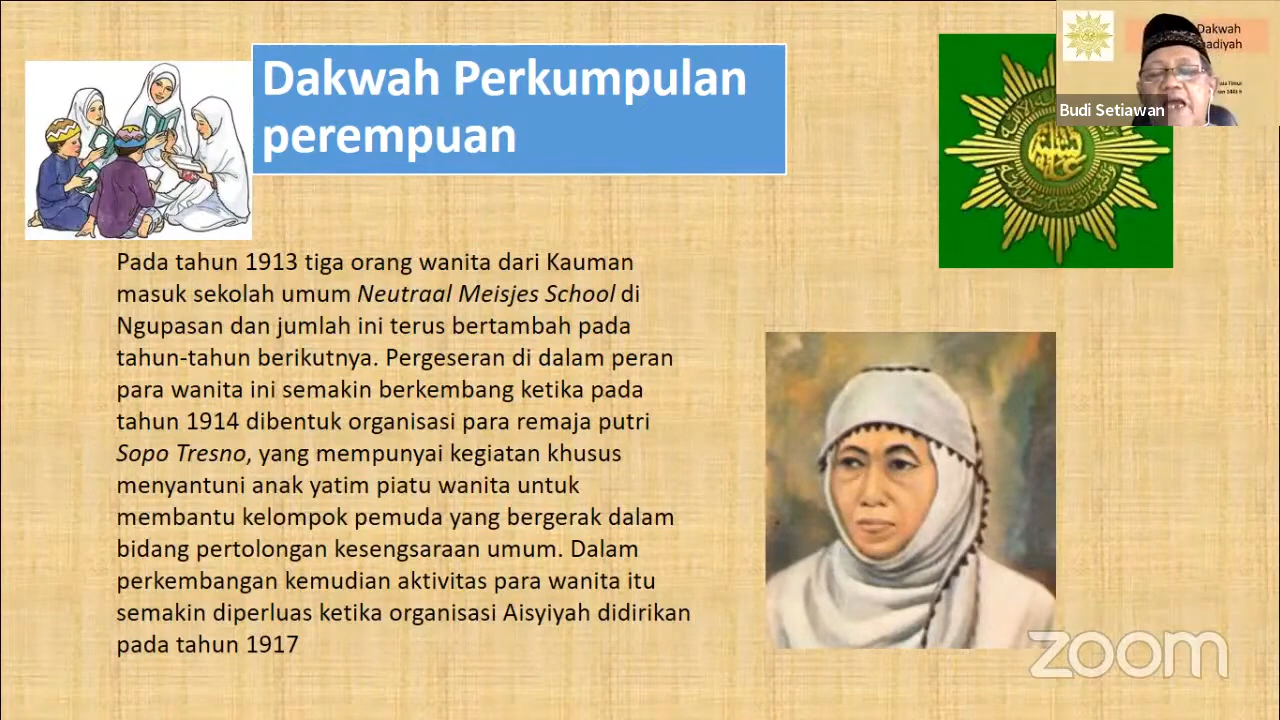 Dakwah Perkumpulan
perempuan
Pada tahun 1913 tiga orang wanita dari Kauman
masuk sekolah umum Neutraal Meisjes School di
Ngupasan dan jumlah ini terus bertambah pada
tahun-tahun berikutnya. Pergeseran di dalam peran
para wanita ini semakin berkembang ketika pada
tahun 1914 dibentuk organisasi para remaja putri
Sopo Tresno, yang mempunyai kegiatan khusus
menyantuni anak yatim piatu wanita untuk
membantu kelompok pemuda yang bergerak dalam
bidang pertolongan kesengsaraan umum. Dalam
perkembangan kemudian aktivitas para wanita itu
semakin diperluas ketika organisasi Aisyiyah didirikan
pada tahun 1917
Dakwah
Budi Setiawan
zoom